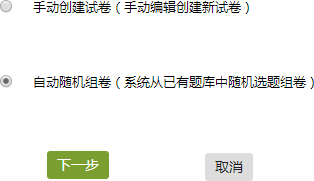 手动创建试卷（手动编辑创建新试卷）
自动随机组卷（系统从已有题库中随机选题组卷）
下一步 取消